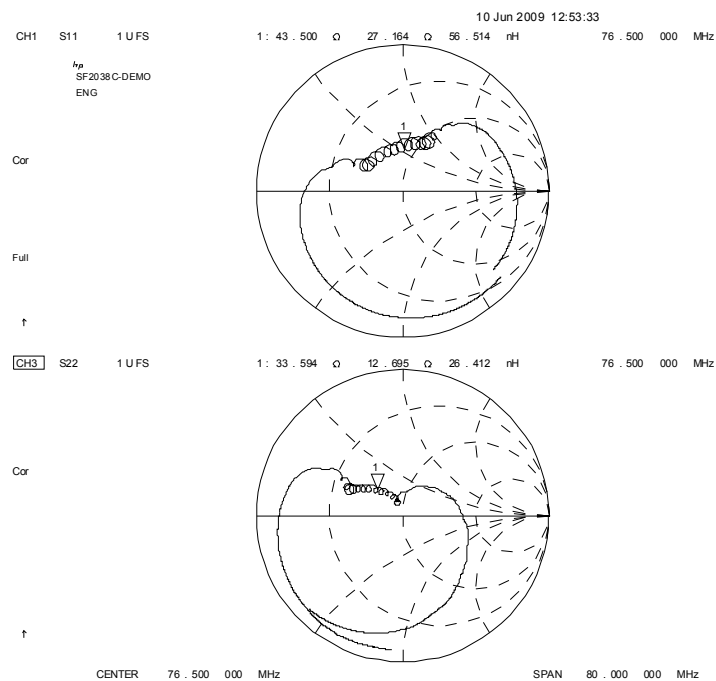 10 Jun 2009 12:53:33
CH1 S11 1 U FS 1: 43 . 500 Ω 27 . 164 Ω 56 . 514 nH 76 . 500 000 MHz
hp
SF2038C-DEMO
ENG
1
Cor
Full
↑
CH3 S22 1 U FS 1: 33 . 594 Ω 12 . 695 Ω 26 . 412 nH 76 . 500 000 MHz
1
Cor
↑
CENTER 76 . 500 000 MHz SPAN 80 . 000 000 MHz